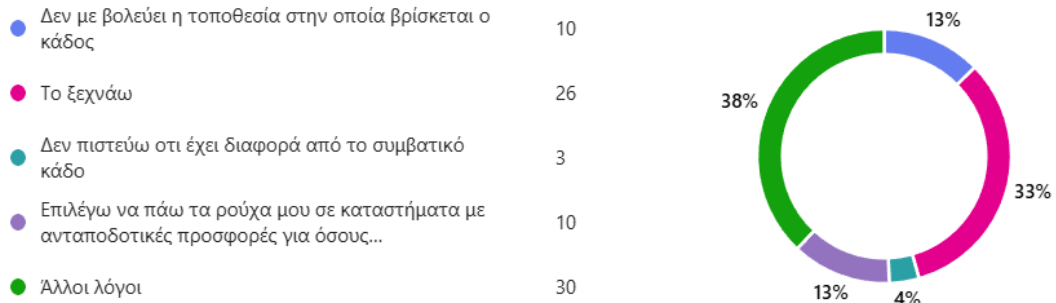 Δεν με βολεύει η τοποθεσία στην οποία βρίσκεται ο
κάδος
10
Το ξεχνάω
26
Δεν πιστεύω οτι έχει διαφορά από το συμβατικό
κάδο
3
Επιλέγω να πάω τα ρούχα μου σε καταστήματα με
ανταποδοτικές προσφορές για όσους...
10
Άλλοι λόγοι
30
13%
33%
4%
13%
38%